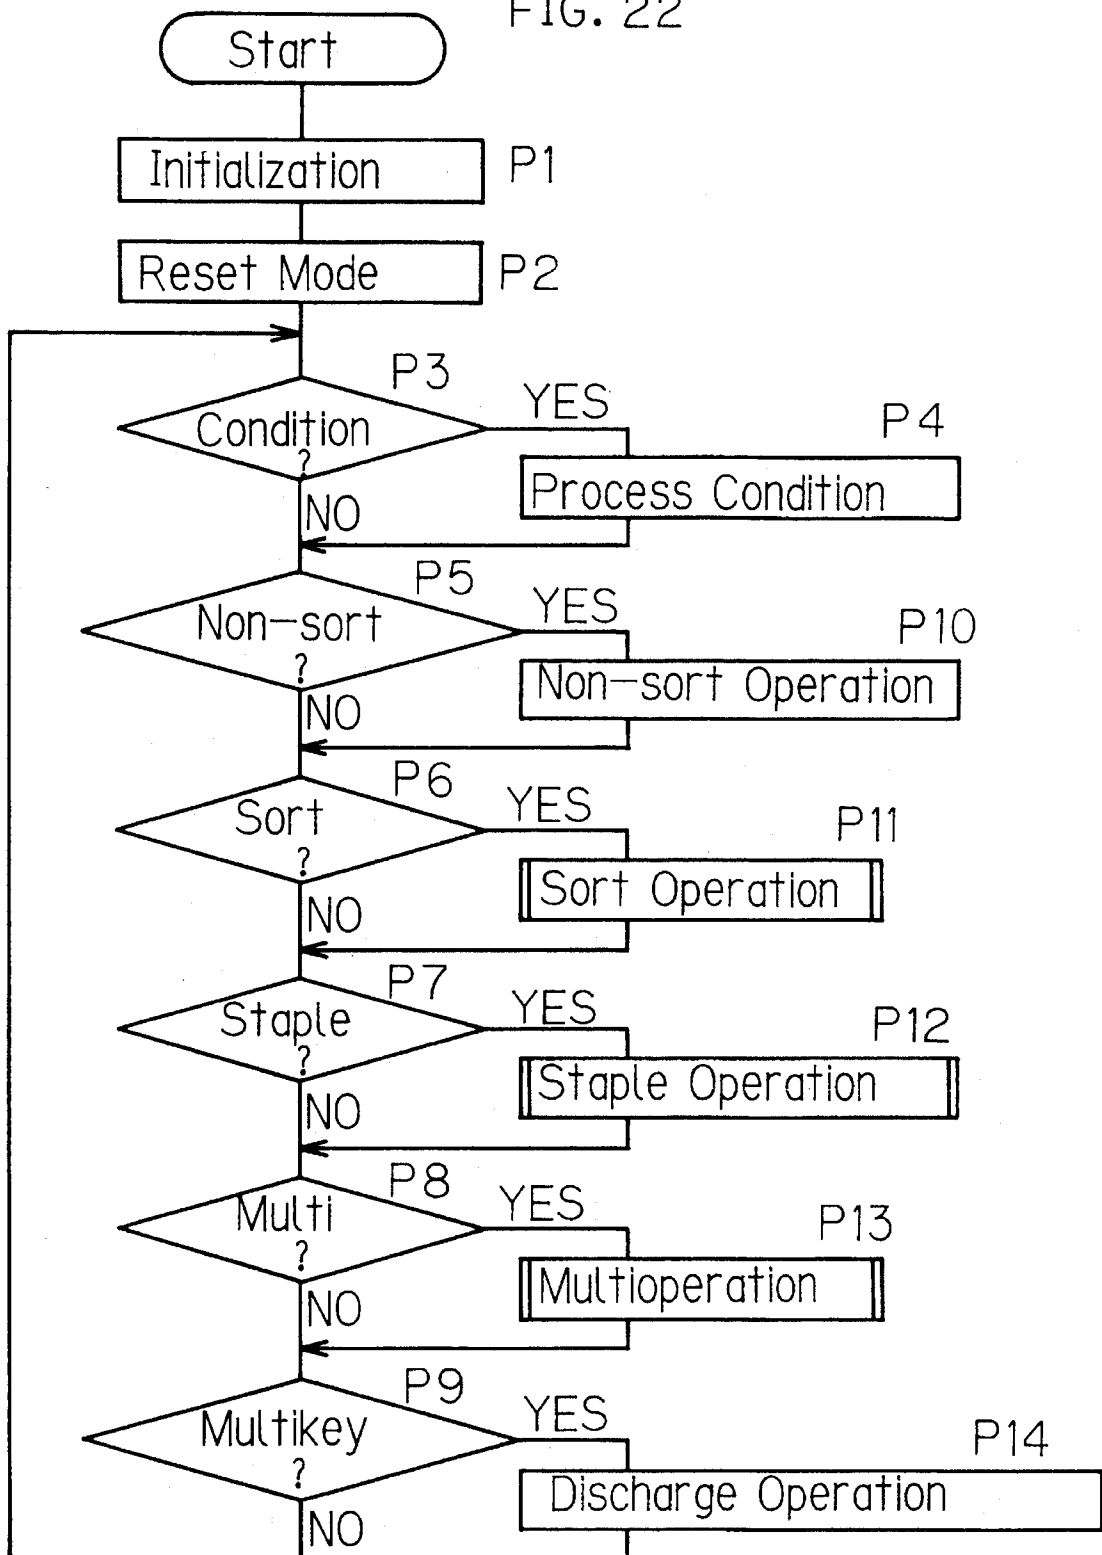 FIG. 22
Start
Initialization P1
Reset Mode P2
P3
Condition
?
YES
P4
Process Condition
NO
P5
Non-sort
?
YES
P10
Non-sort Operation
NO
P6
Sort
?
YES
P11
Sort Operation
NO
P7
Staple
?
YES
P12
Staple Operation
NO
P8
Multi
?
YES
P13
Multioperation
NO
P9
Multikey
?
YES
P14
Discharge Operation
NO